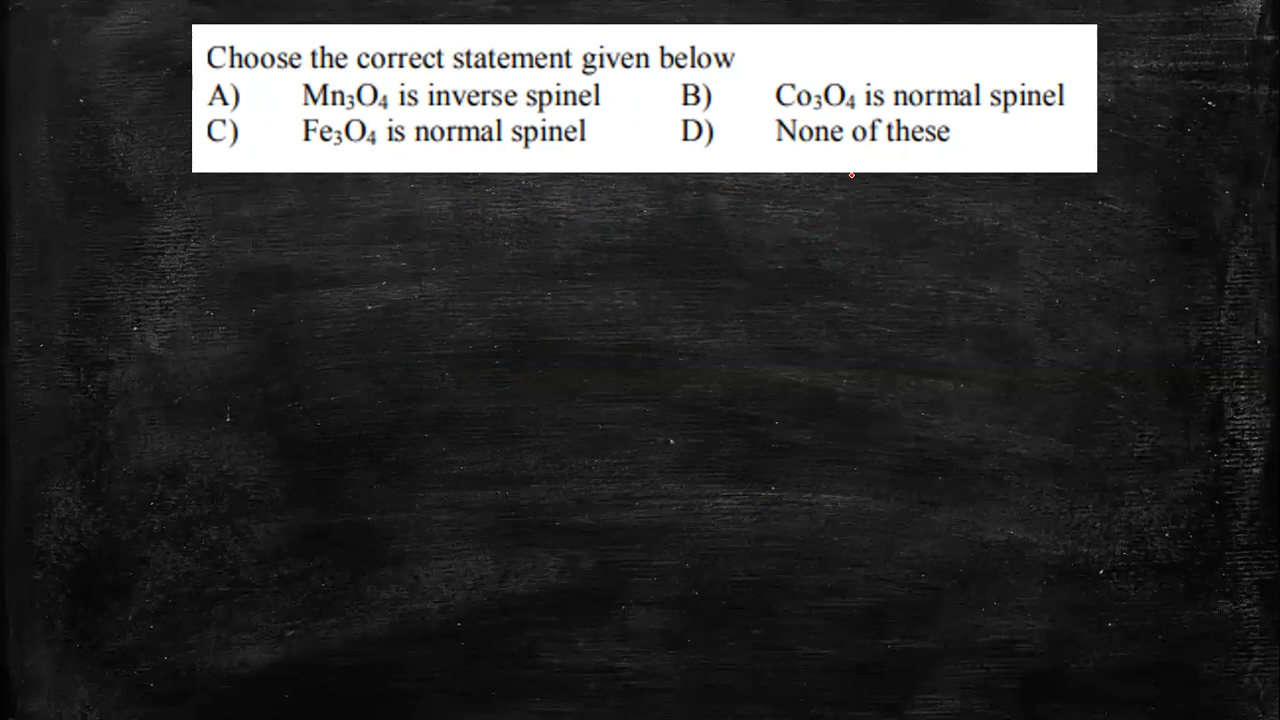 Choose the correct statement given below
A) Mn₃O₄ is inverse spinel B) Co₃O₄ is normal spinel
C) Fe₃O₄ is normal spinel D) None of these